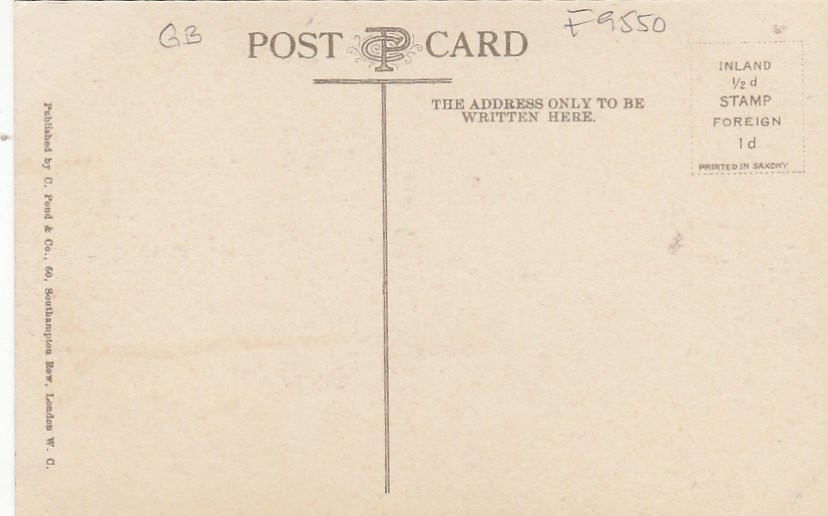 GB
F9550
POST CARD
THE ADDRESS ONLY TO BE
WRITTEN HERE.
INLAND
½ d
STAMP
FOREIGN
1d
PRINTED IN SAXONY
Published by C. Pond & Co., 60, Southampton Row, London W. C.